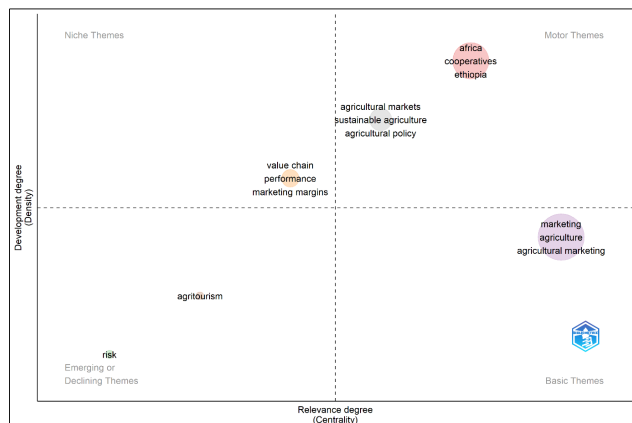 Niche Themes
Motor Themes
africa
cooperatives
ethiopia
agricultural markets
sustainable agriculture
agricultural policy
value chain
performance
marketing margins
Development degree
(Density)
marketing
agriculture
agricultural marketing
agritourism
risk
Emerging or
Declining Themes
Basic Themes
Relevance degree
(Centrality)